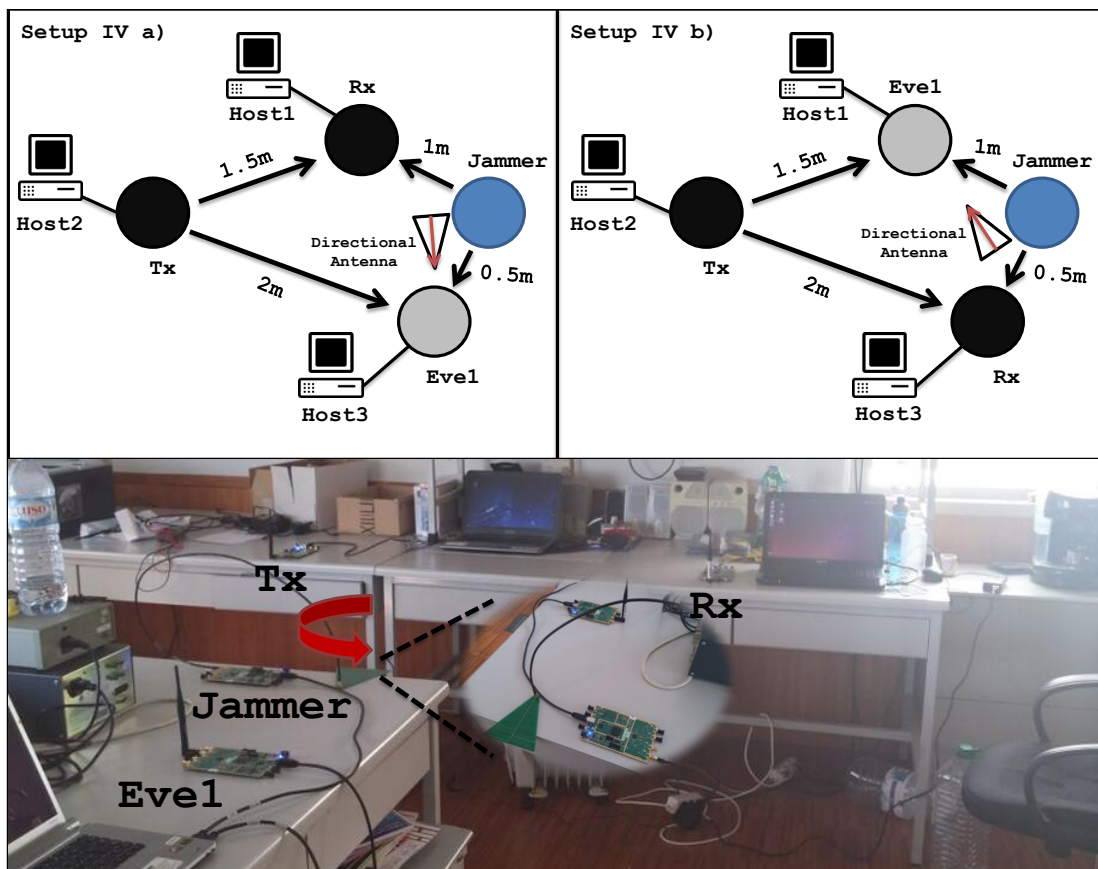 Setup IV a)
Host1
Rx
Host2
Tx
1.5m
1m
Jammer
Directional
Antenna
2m
0.5m
Host3
Eve1
Setup IV b)
Host1
Eve1
Host2
Tx
1.5m
1m
Jammer
Directional
Antenna
2m
0.5m
Host3
Rx
LUSO
XIULI
Tx
Rx
Jammer
Eve1